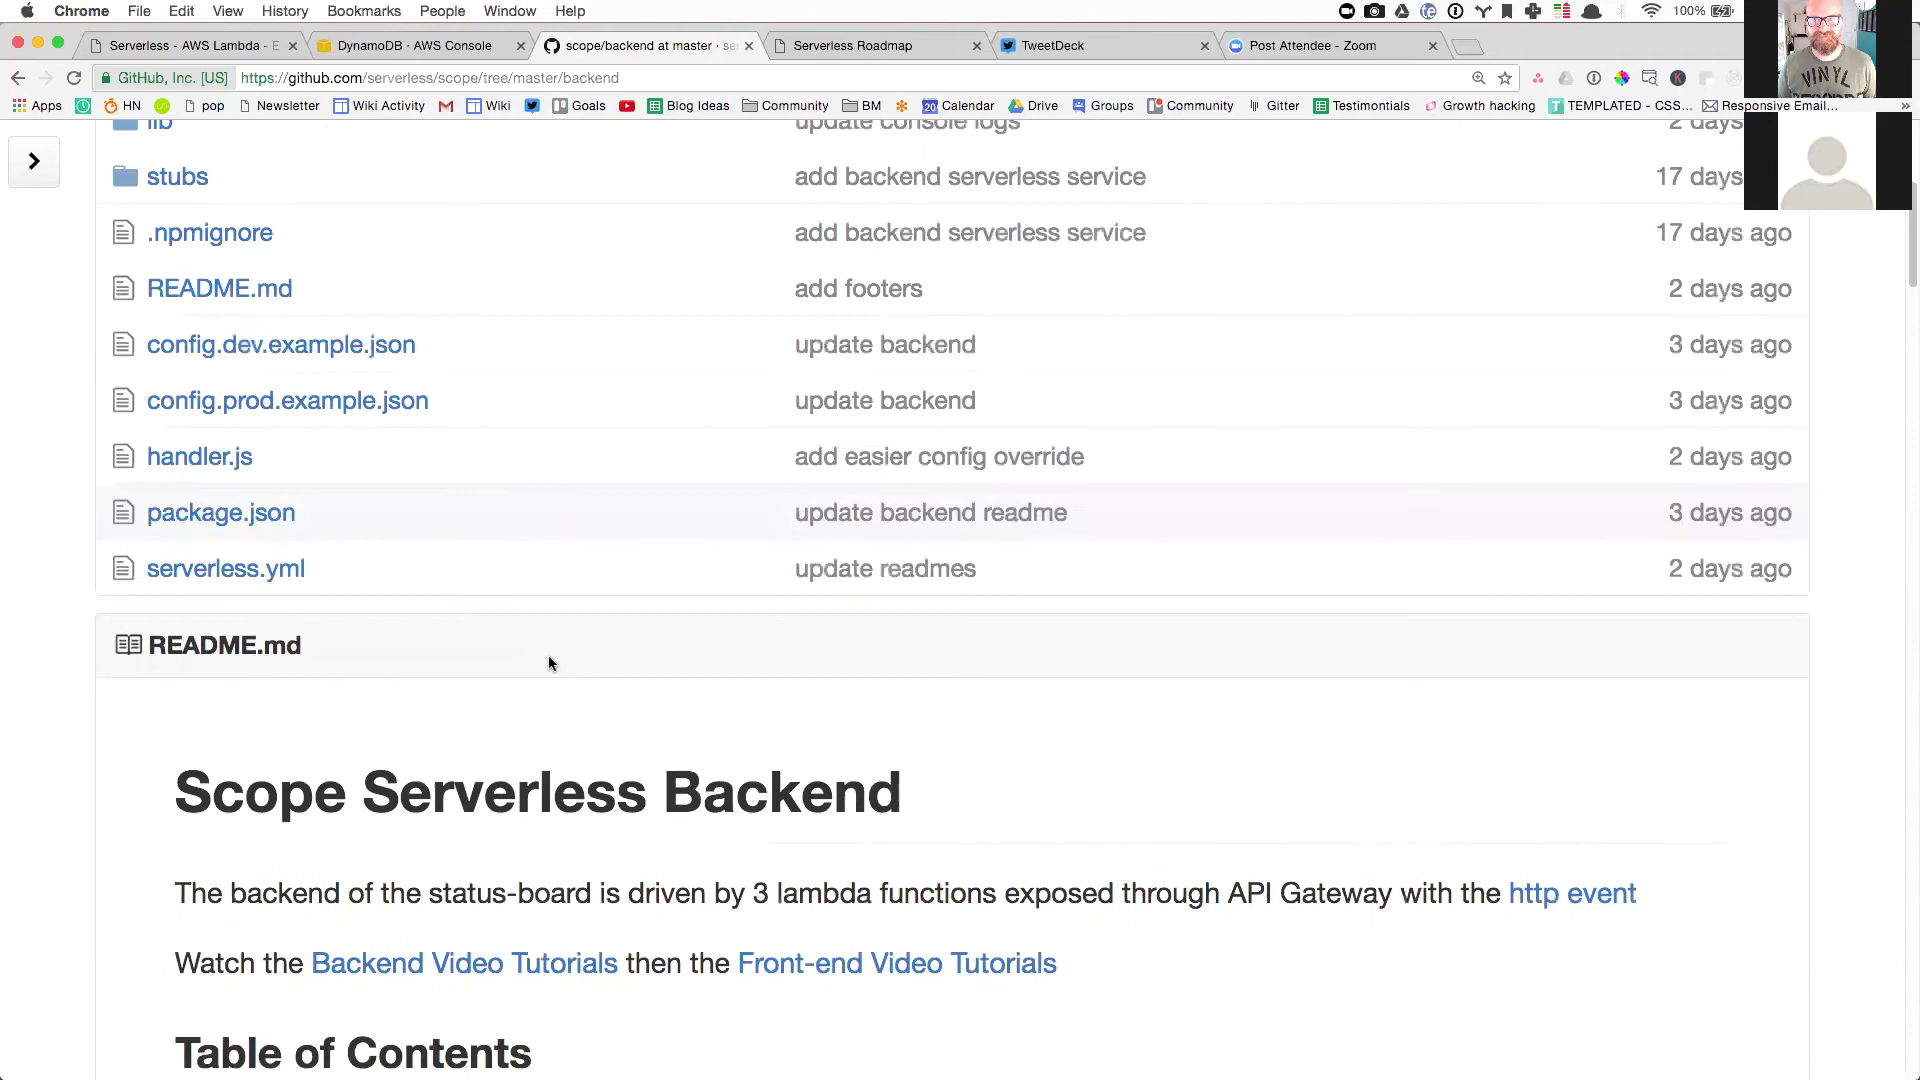 Chrome File Edit View History Bookmarks People Window Help 100%
Serverless - AWS Lambda - E DynamoDB · AWS Console scope/backend at master · se Serverless Roadmap TweetDeck Post Attendee - Zoom
GitHub, Inc. [US] https://github.com/serverless/scope/tree/master/backend
Apps HN pop Newsletter Wiki Activity Wiki Goals Blog Ideas Community BM 20 Calendar Drive Groups Community Gitter Testimonials Growth hacking TEMPLATED - CSS... Responsive Email... »
lib update console logs 2 days
stubs add backend serverless service 17 days
.npmignore add backend serverless service 17 days ago
README.md add footers 2 days ago
config.dev.example.json update backend 3 days ago
config.prod.example.json update backend 3 days ago
handler.js add easier config override 2 days ago
package.json update backend readme 3 days ago
serverless.yml update readmes 2 days ago
README.md
Scope Serverless Backend
The backend of the status-board is driven by 3 lambda functions exposed through API Gateway with the http event
Watch the Backend Video Tutorials then the Front-end Video Tutorials
Table of Contents
VINYL